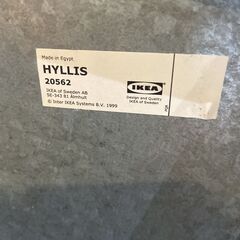 Made in Egypt
HYLLIS
20562
IKEA of Sweden AB
SE-343 81 Älmhult
© Inter IKEA Systems B.V. 1999
IKEA
Design and Quality
IKEA of Sweden